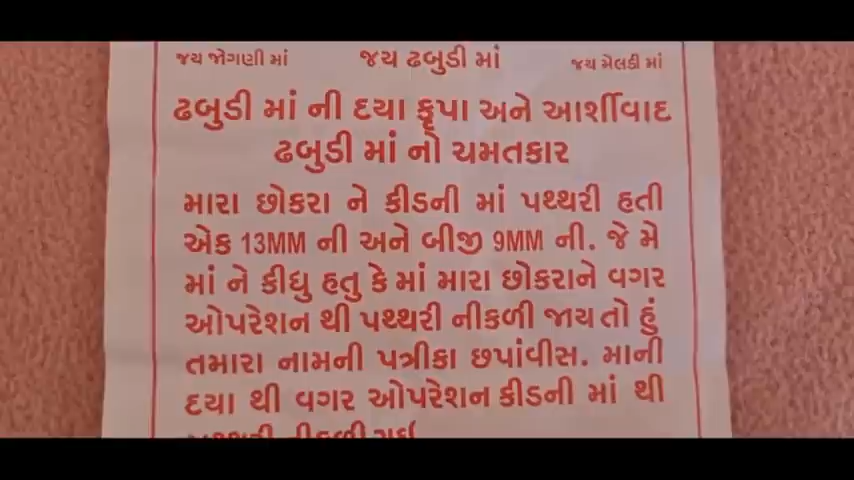 જય જોગણી માં જય ઢબુડી માં જય મેલડી માં
ઢબુડી માં ની દયા કૃપા અને આર્શીવાદ
ઢબુડી માં નો ચમતકાર
મારા છોકરા ને કીડની માં પથ્થરી હતી
એક 13MM ની અને બીજી 9MM ની. જે મે
માં ને કીધુ હતુ કે માં મારા છોકરાને વગર
ઓપરેશન થી પથ્થરી નીકળી જાય તો હું
તમારા નામની પત્રીકા છપાંવીસ. માની
દયા થી વગર ઓપરેશન કીડની માં થી